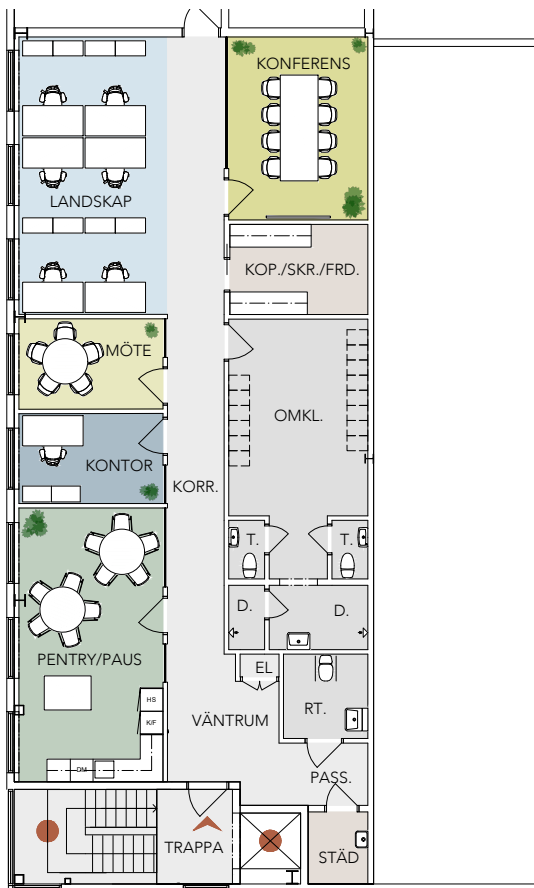 KONFERENS
LANDSKAP
KOP./SKR./FRD.
MÖTE
OMKL.
KONTOR
KORR.
T.
T.
D.
D.
PENTRY/PAUS
EL
HS
K/F
RT.
VÄNTRUM
DM
PASS.
TRAPPA
STÄD